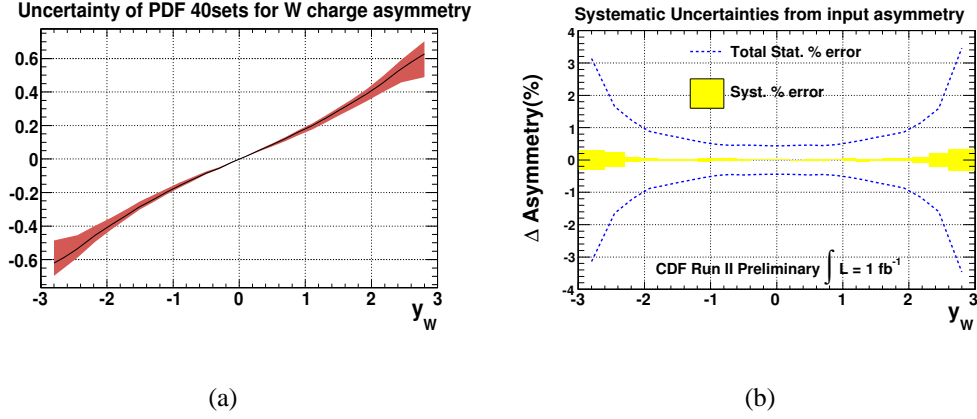 Uncertainty of PDF 40sets for W charge asymmetry
0.6
0.4
0.2
0
-0.2
-0.4
-0.6
-3 -2 -1 0 1 2 3
y_W
(a)
Systematic Uncertainties from input asymmetry
Δ Asymmetry(%)
4
3
2
1
0
-1
-2
-3
-4
Total Stat. % error
Syst. % error
CDF Run II Preliminary ∫ L = 1 fb⁻¹
-3 -2 -1 0 1 2 3
y_W
(b)